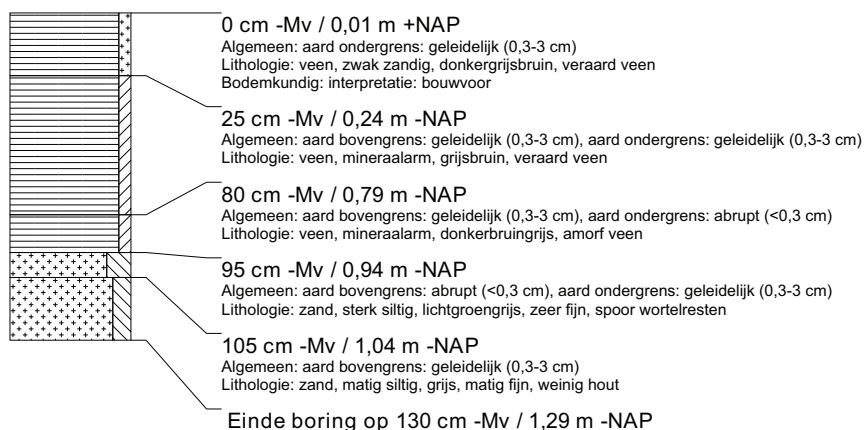 0 cm -Mv / 0,01 m +NAP
Algemeen: aard ondergrens: geleidelijk (0,3-3 cm)
Lithologie: veen, zwak zandig, donkergrijsbruin, veraard veen
Bodemkundig: interpretatie: bouwvoor
25 cm -Mv / 0,24 m -NAP
Algemeen: aard bovengrens: geleidelijk (0,3-3 cm), aard ondergrens: geleidelijk (0,3-3 cm)
Lithologie: veen, mineraalarm, grijsbruin, veraard veen
80 cm -Mv / 0,79 m -NAP
Algemeen: aard bovengrens: geleidelijk (0,3-3 cm), aard ondergrens: abrupt (<0,3 cm)
Lithologie: veen, mineraalarm, donkerbruingrijs, amorf veen
95 cm -Mv / 0,94 m -NAP
Algemeen: aard bovengrens: abrupt (<0,3 cm), aard ondergrens: geleidelijk (0,3-3 cm)
Lithologie: zand, sterk siltig, lichtgroengrijs, zeer fijn, spoor wortelresten
105 cm -Mv / 1,04 m -NAP
Algemeen: aard bovengrens: geleidelijk (0,3-3 cm)
Lithologie: zand, matig siltig, grijs, matig fijn, weinig hout
Einde boring op 130 cm -Mv / 1,29 m -NAP